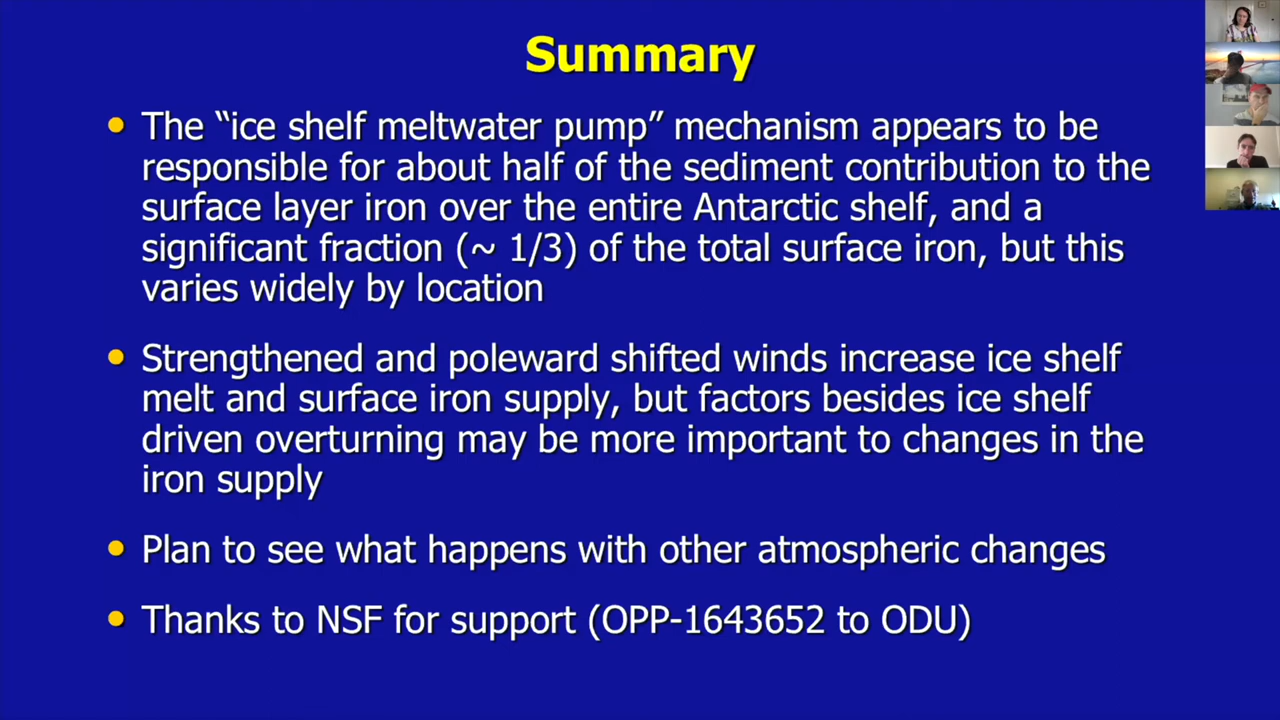 Summary
• The “ice shelf meltwater pump” mechanism appears to be
responsible for about half of the sediment contribution to the
surface layer iron over the entire Antarctic shelf, and a
significant fraction (~ 1/3) of the total surface iron, but this
varies widely by location
• Strengthened and poleward shifted winds increase ice shelf
melt and surface iron supply, but factors besides ice shelf
driven overturning may be more important to changes in the
iron supply
• Plan to see what happens with other atmospheric changes
• Thanks to NSF for support (OPP-1643652 to ODU)